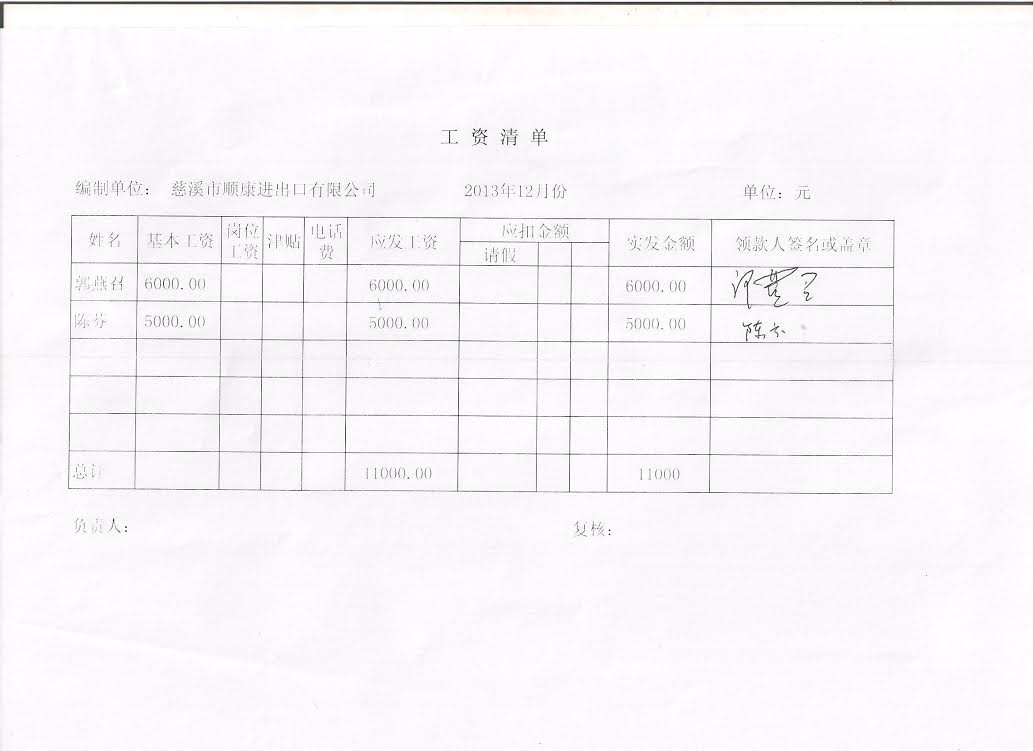 工资清单
编制单位： 慈溪市顺康进出口有限公司 2013年12月份 单位：元
姓名 基本工资 岗位工资 津贴 电话费 应发工资 应扣金额 实发金额 领款人签名或盖章
请假
郭燕召 6000.00 6000.00 6000.00
陈芬 5000.00 5000.00 5000.00 陈芬
总计 11000.00 11000
负责人： 复核：